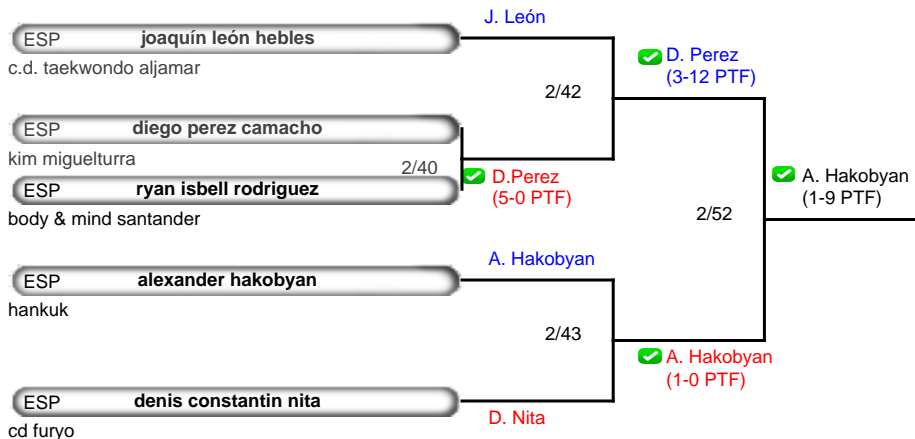 J. León
ESP joaquín león hebles
c.d. taekwondo aljamar
D. Perez
(3-12 PTF)
2/42
ESP diego perez camacho
kim miguelturra
2/40
D.Perez
(5-0 PTF)
ESP ryan isbell rodriguez
body & mind santander
A. Hakobyan
(1-9 PTF)
2/52
A. Hakobyan
ESP alexander hakobyan
hankuk
2/43
A. Hakobyan
(1-0 PTF)
ESP denis constantin nita
D. Nita
cd furyo